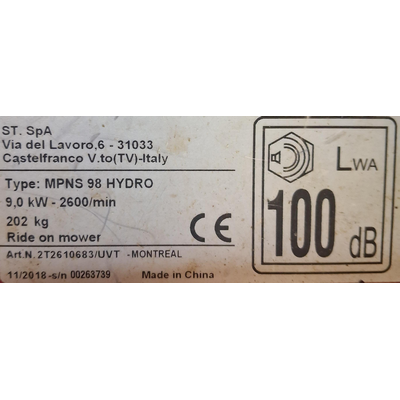 ST. SpA
Via del Lavoro,6 - 31033
Castelfranco V.to(TV)-Italy
Type: MPNS 98 HYDRO
9,0 kW - 2600/min
202 kg
Ride on mower
CE
Art.N. 2T2610683/UVT -MONTREAL
11/2018 - s/n 00263739 Made in China
LWA
100 dB